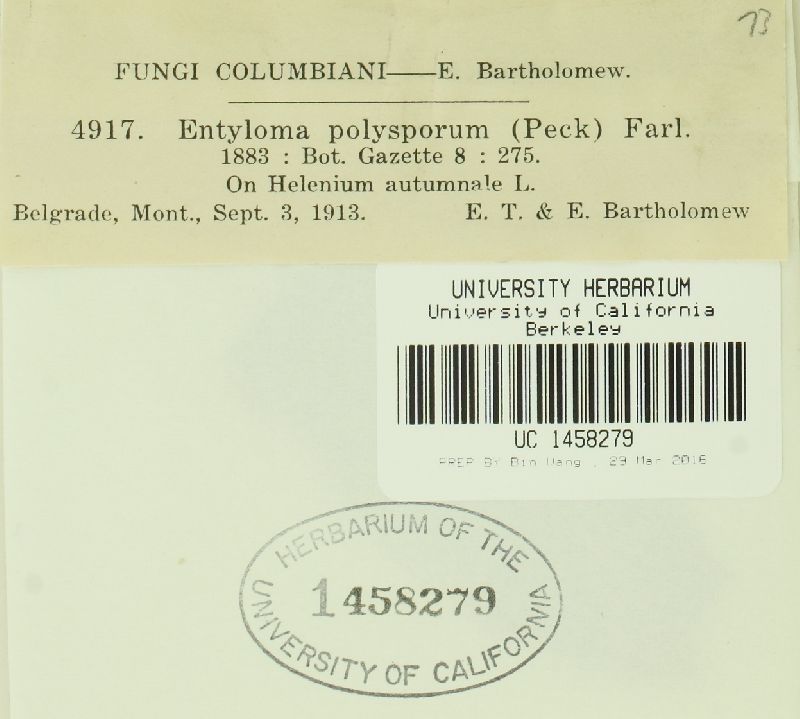 73
FUNGI COLUMBIANI——E. Bartholomew.
4917. Entyloma polysporum (Peck) Farl.
1883 : Bot. Gazette 8 : 275.
On Helenium autumnale L.
Belgrade, Mont., Sept. 3, 1913. E. T. & E. Bartholomew
UNIVERSITY HERBARIUM
University of California
Berkeley
UC 1458279
PREP BY Bin Wang , 29 Mar 2016
HERBARIUM OF THE
1458279
UNIVERSITY OF CALIFORNIA